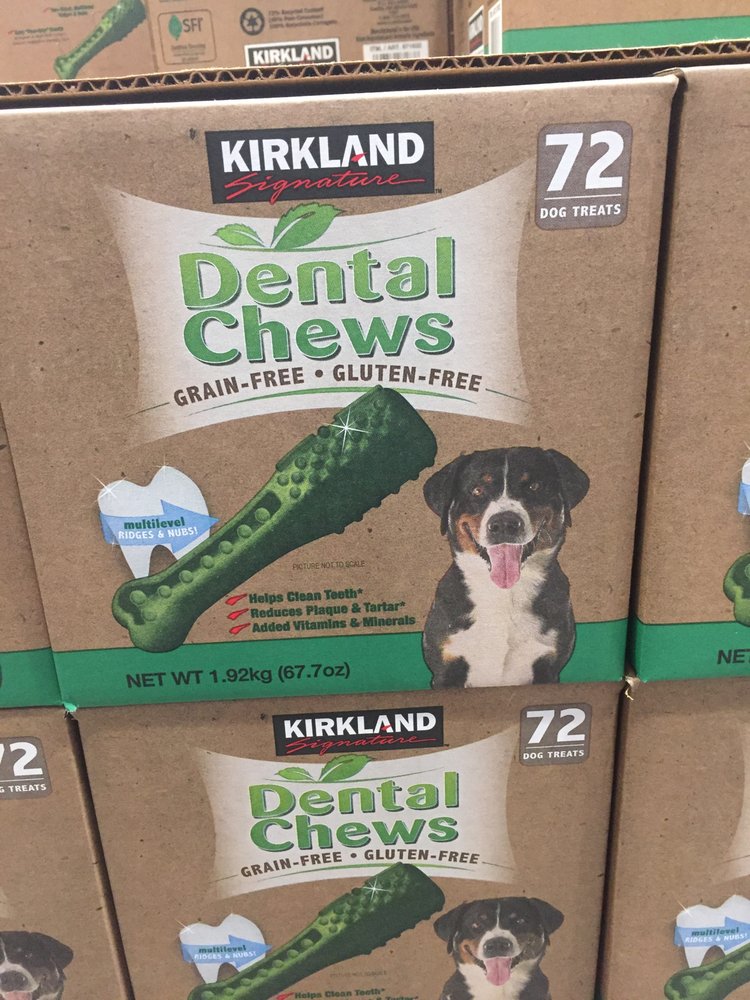 SFI
KIRKLAND
KIRKLAND
Signature
72
DOG TREATS
Dental
Chews
GRAIN-FREE • GLUTEN-FREE
multilevel
RIDGES & NUBS!
PICTURE NOT TO SCALE
Helps Clean Teeth*
Reduces Plaque & Tartar*
Added Vitamins & Minerals
NET WT 1.92kg (67.7oz)
NET
KIRKLAND
Signature
72
DOG TREATS
72
G TREATS
Dental
Chews
GRAIN-FREE • GLUTEN-FREE
multilevel
RIDGES & NUBS!
Helps Clean Teeth*
multilevel
RIDGES & NUBS!